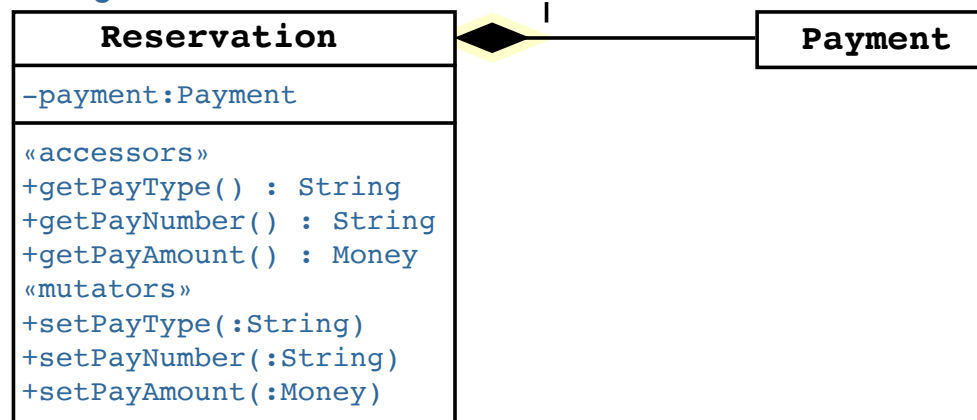 Reservation
Payment
-payment:Payment
«accessors»
+getPayType() : String
+getPayNumber() : String
+getPayAmount() : Money
«mutators»
+setPayType(:String)
+setPayNumber(:String)
+setPayAmount(:Money)